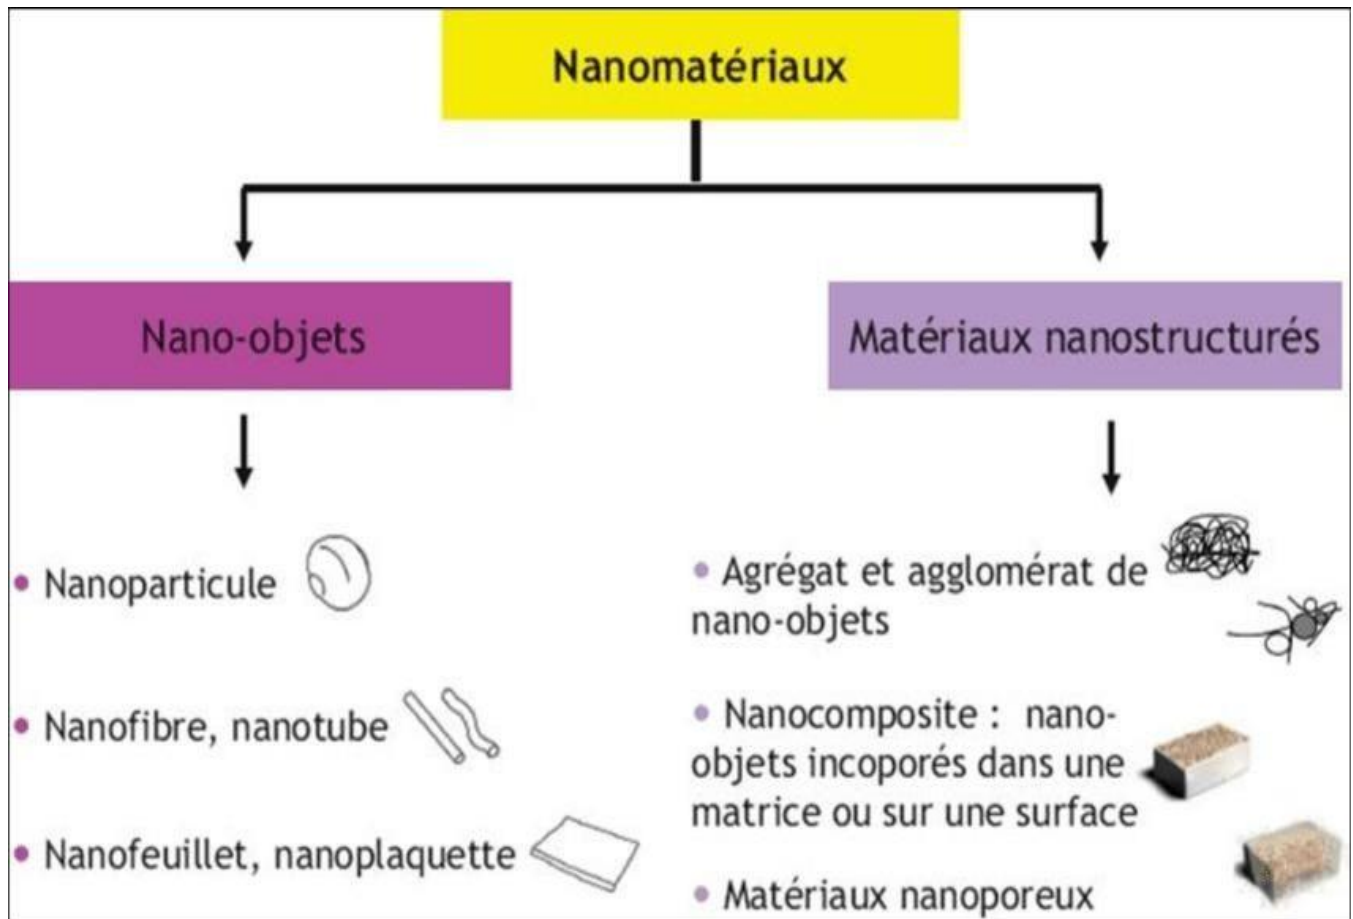 Nanomatériaux
Nano-objets
Matériaux nanostructurés
• Nanoparticule
• Nanofibre, nanotube
• Nanofeuillet, nanoplaquette
• Agrégat et agglomérat de
nano-objets
• Nanocomposite : nano-
objets incoporés dans une
matrice ou sur une surface
• Matériaux nanoporeux